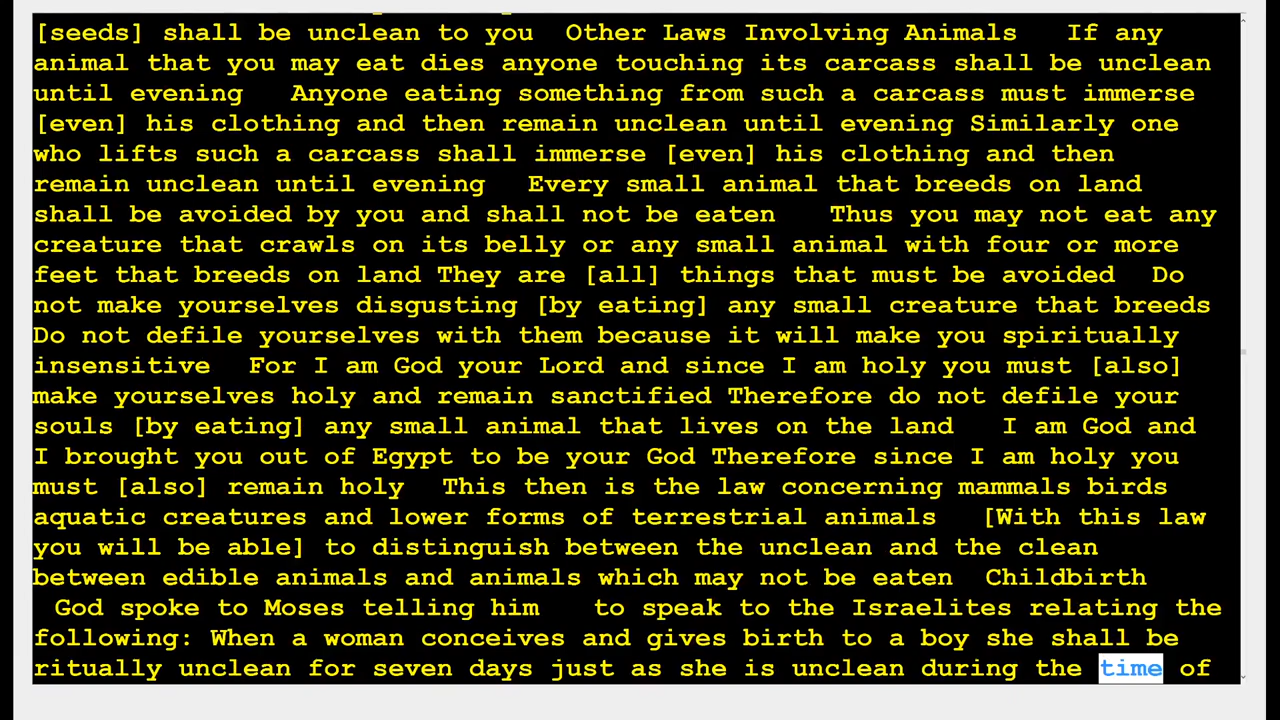 [seeds] shall be unclean to you Other Laws Involving Animals If any
animal that you may eat dies anyone touching its carcass shall be unclean
until evening Anyone eating something from such a carcass must immerse
[even] his clothing and then remain unclean until evening Similarly one
who lifts such a carcass shall immerse [even] his clothing and then
remain unclean until evening Every small animal that breeds on land
shall be avoided by you and shall not be eaten Thus you may not eat any
creature that crawls on its belly or any small animal with four or more
feet that breeds on land They are [all] things that must be avoided Do
not make yourselves disgusting [by eating] any small creature that breeds
Do not defile yourselves with them because it will make you spiritually
insensitive For I am God your Lord and since I am holy you must [also]
make yourselves holy and remain sanctified Therefore do not defile your
souls [by eating] any small animal that lives on the land I am God and
I brought you out of Egypt to be your God Therefore since I am holy you
must [also] remain holy This then is the law concerning mammals birds
aquatic creatures and lower forms of terrestrial animals [With this law
you will be able] to distinguish between the unclean and the clean
between edible animals and animals which may not be eaten Childbirth
God spoke to Moses telling him to speak to the Israelites relating the
following: When a woman conceives and gives birth to a boy she shall be
ritually unclean for seven days just as she is unclean during the time of